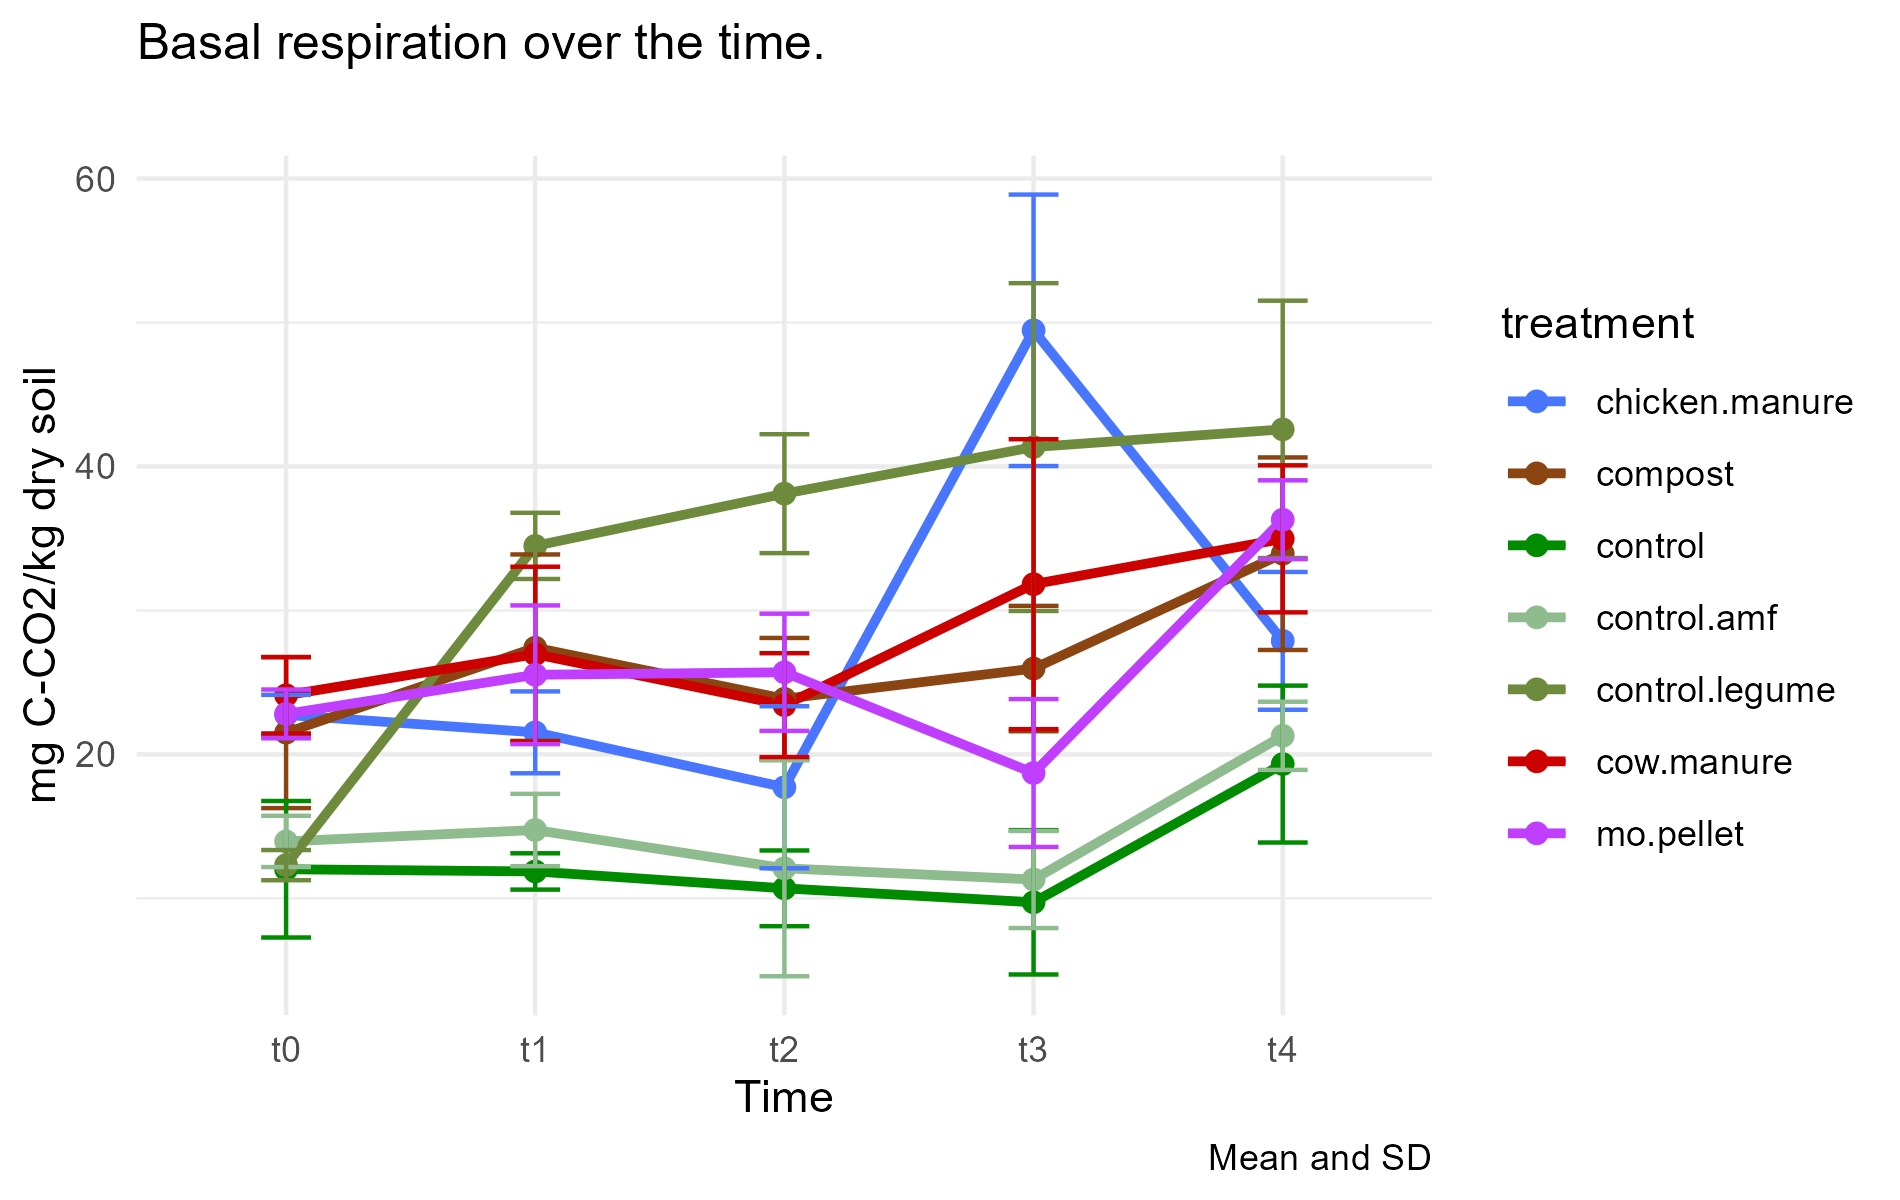 Basal respiration over the time.
mg C-CO2/kg dry soil
60
40
20
t0 t1 t2 t3 t4
Time
treatment
chicken.manure
compost
control
control.amf
control.legume
cow.manure
mo.pellet
Mean and SD